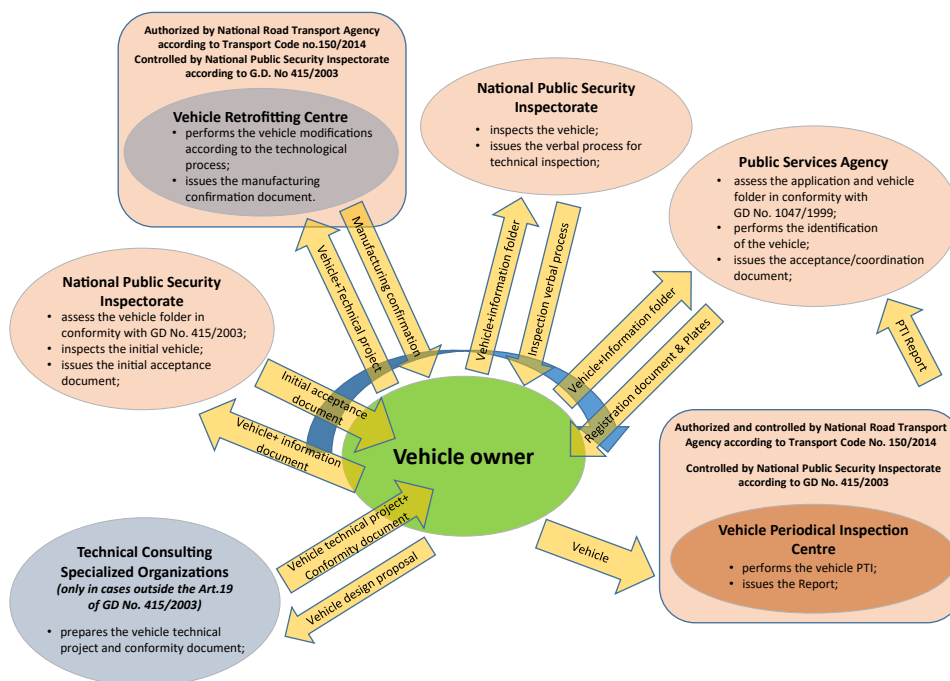 Authorized by National Road Transport Agency
according to Transport Code no.150/2014
Controlled by National Public Security Inspectorate
according to G.D. No 415/2003
Vehicle Retrofitting Centre
• performs the vehicle modifications
according to the technological
process;
• issues the manufacturing
confirmation document.
National Public Security
Inspectorate
• inspects the vehicle;
• issues the verbal process for
technical inspection;
Public Services Agency
• assess the application and vehicle
folder in conformity with
GD No. 1047/1999;
• performs the identification
of the vehicle;
• issues the acceptance/coordination
document;
National Public Security
Inspectorate
• assess the vehicle folder in
conformity with GD No. 415/2003;
• inspects the initial vehicle;
• issues the initial acceptance
document;
Vehicle+Technical
project
Manufacturing confirmation
Vehicle+information folder
Inspection verbal process
Vehicle+Information folder
Registration document & Plates
PTI Report
Initial acceptance
document
Vehicle+ information
document
Vehicle owner
Authorized and controlled by National Road Transport
Agency according to Transport Code No. 150/2014
Controlled by National Public Security Inspectorate
according to GD No. 415/2003
Vehicle Periodical Inspection
Centre
• performs the vehicle PTI;
• issues the Report;
Vehicle
Vehicle technical project+
Conformity document
Vehicle design proposal
Technical Consulting
Specialized Organizations
(only in cases outside the Art.19
of GD No. 415/2003)
• prepares the vehicle technical
project and conformity document;